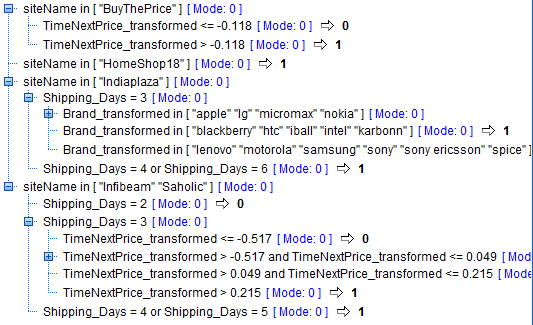 siteName in [ "BuyThePrice" ] [ Mode: 0 ]
TimeNextPrice_transformed <= -0.118 [ Mode: 0 ] ⇨ 0
TimeNextPrice_transformed > -0.118 [ Mode: 0 ] ⇨ 1
siteName in [ "HomeShop18" ] [ Mode: 0 ] ⇨ 1
siteName in [ "Indiaplaza" ] [ Mode: 0 ]
Shipping_Days = 3 [ Mode: 0 ]
Brand_transformed in [ "apple" "lg" "micromax" "nokia" ] [ Mode: 0 ]
Brand_transformed in [ "blackberry" "htc" "iball" "intel" "karbonn" ] [ Mode: 0 ] ⇨ 1
Brand_transformed in [ "lenovo" "motorola" "samsung" "sony" "sony ericsson" "spice" ]
Shipping_Days = 4 or Shipping_Days = 6 [ Mode: 0 ] ⇨ 1
siteName in [ "Infibeam" "Saholic" ] [ Mode: 0 ]
Shipping_Days = 2 [ Mode: 0 ] ⇨ 0
Shipping_Days = 3 [ Mode: 0 ]
TimeNextPrice_transformed <= -0.517 [ Mode: 0 ] ⇨ 0
TimeNextPrice_transformed > -0.517 and TimeNextPrice_transformed <= 0.049 [ Mod
TimeNextPrice_transformed > 0.049 and TimeNextPrice_transformed <= 0.215 [ Mode
TimeNextPrice_transformed > 0.215 [ Mode: 0 ] ⇨ 1
Shipping_Days = 4 or Shipping_Days = 5 [ Mode: 0 ] ⇨ 1